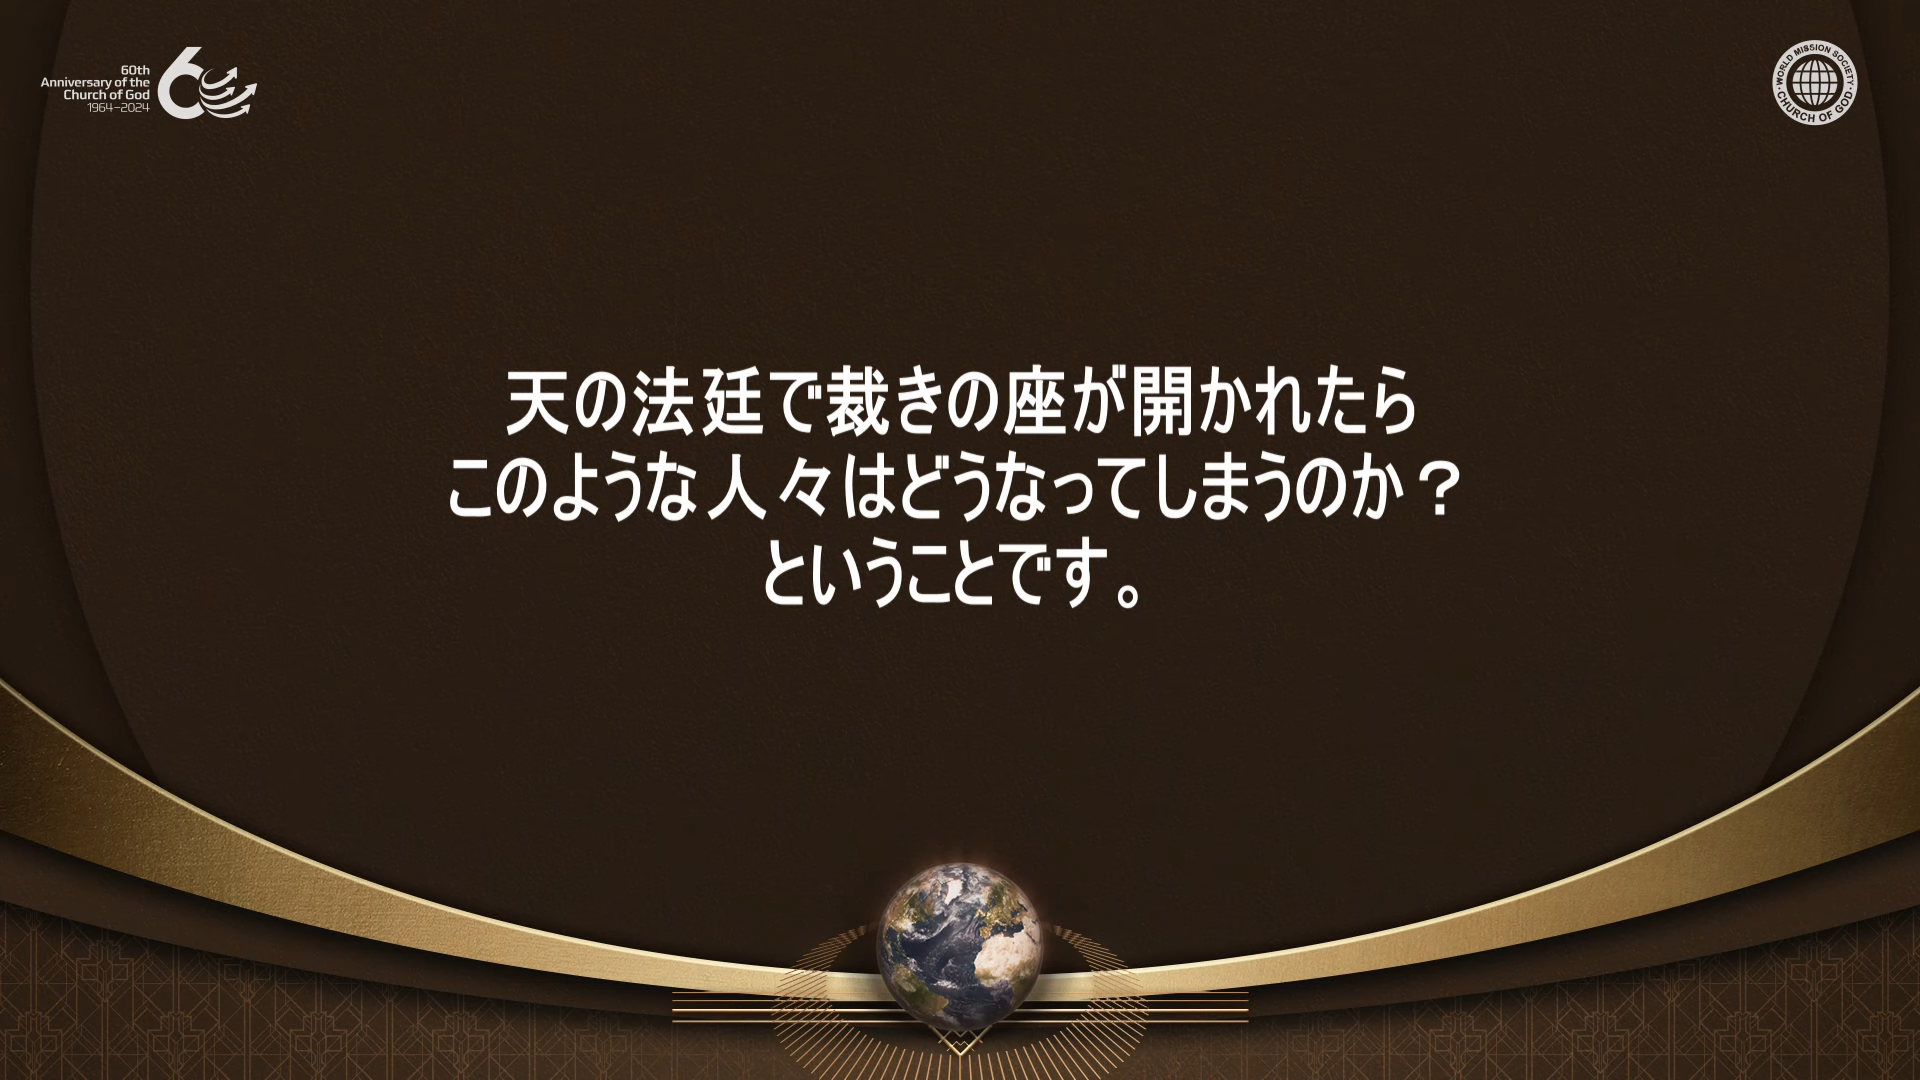 60th
Anniversary of the
Church of God
1964–2024
60
WORLD MISSION SOCIETY
CHURCH OF GOD
天の法廷で裁きの座が開かれたら
このような人々はどうなってしまうのか？
ということです。